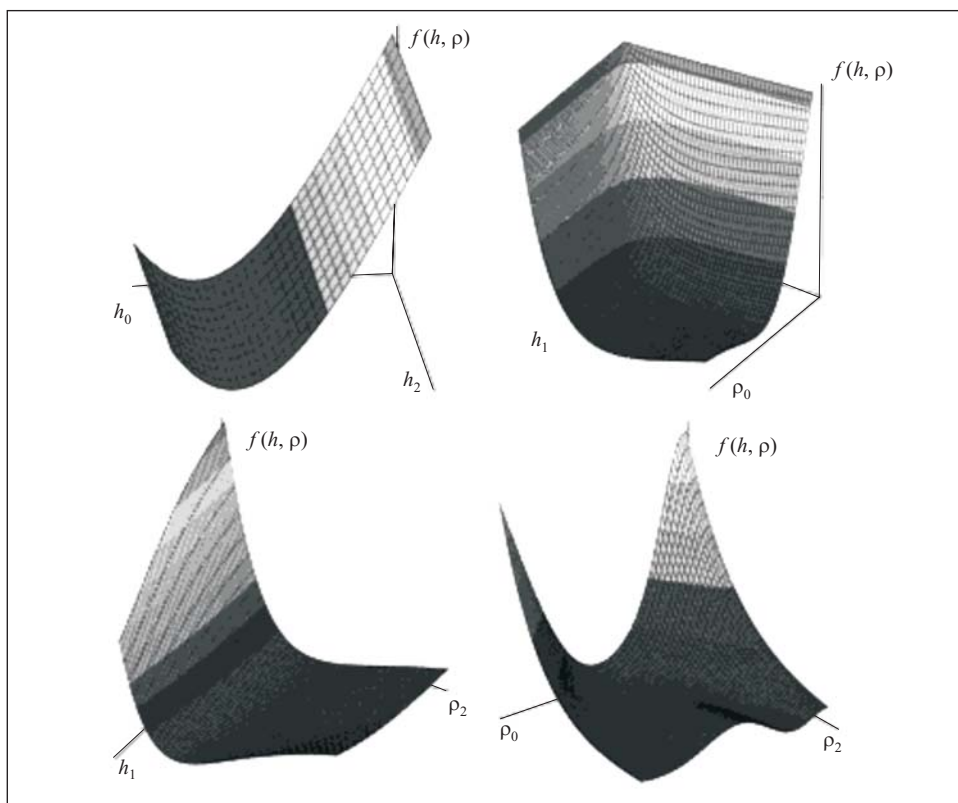 f(h, ρ)
h₀
h₂
f(h, ρ)
h₁
ρ₀
f(h, ρ)
ρ₂
h₁
f(h, ρ)
ρ₀
ρ₂